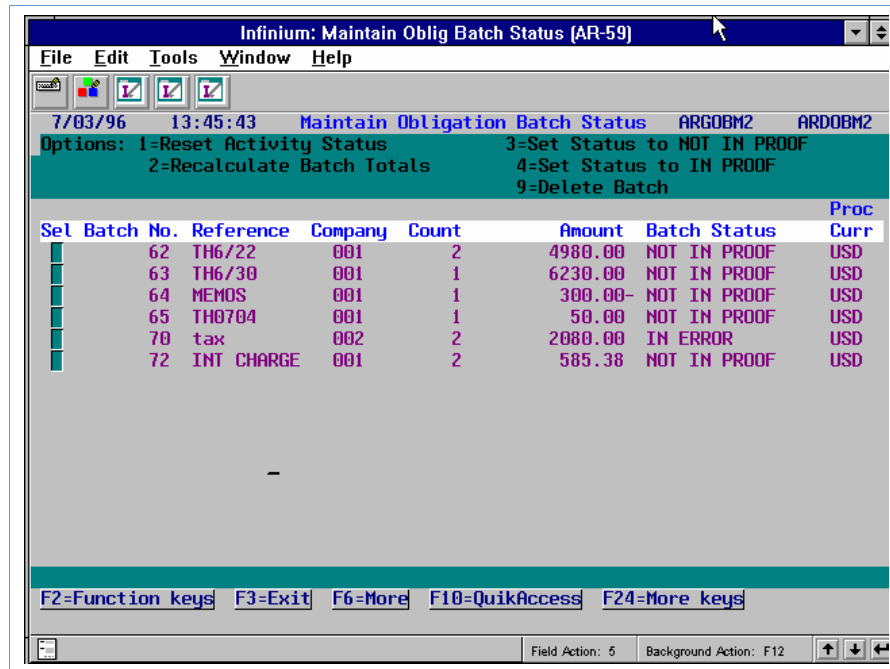 Infinium: Maintain Oblig Batch Status (AR-59)
File Edit Tools Window Help
7/03/96 13:45:43 Maintain Obligation Batch Status ARGOBM2 ARDOBM2
Options: 1=Reset Activity Status 3=Set Status to NOT IN PROOF
2=Recalculate Batch Totals 4=Set Status to IN PROOF
9=Delete Batch
Proc
Sel Batch No. Reference Company Count Amount Batch Status Curr
62 TH6/22 001 2 4980.00 NOT IN PROOF USD
63 TH6/30 001 1 6230.00 NOT IN PROOF USD
64 MEMOS 001 1 300.00- NOT IN PROOF USD
65 TH0704 001 1 50.00 NOT IN PROOF USD
70 tax 002 2 2080.00 IN ERROR USD
72 INT CHARGE 001 2 585.38 NOT IN PROOF USD
F2=Function keys F3=Exit F6=More F10=QuikAccess F24=More keys
Field Action: 5 Background Action: F12